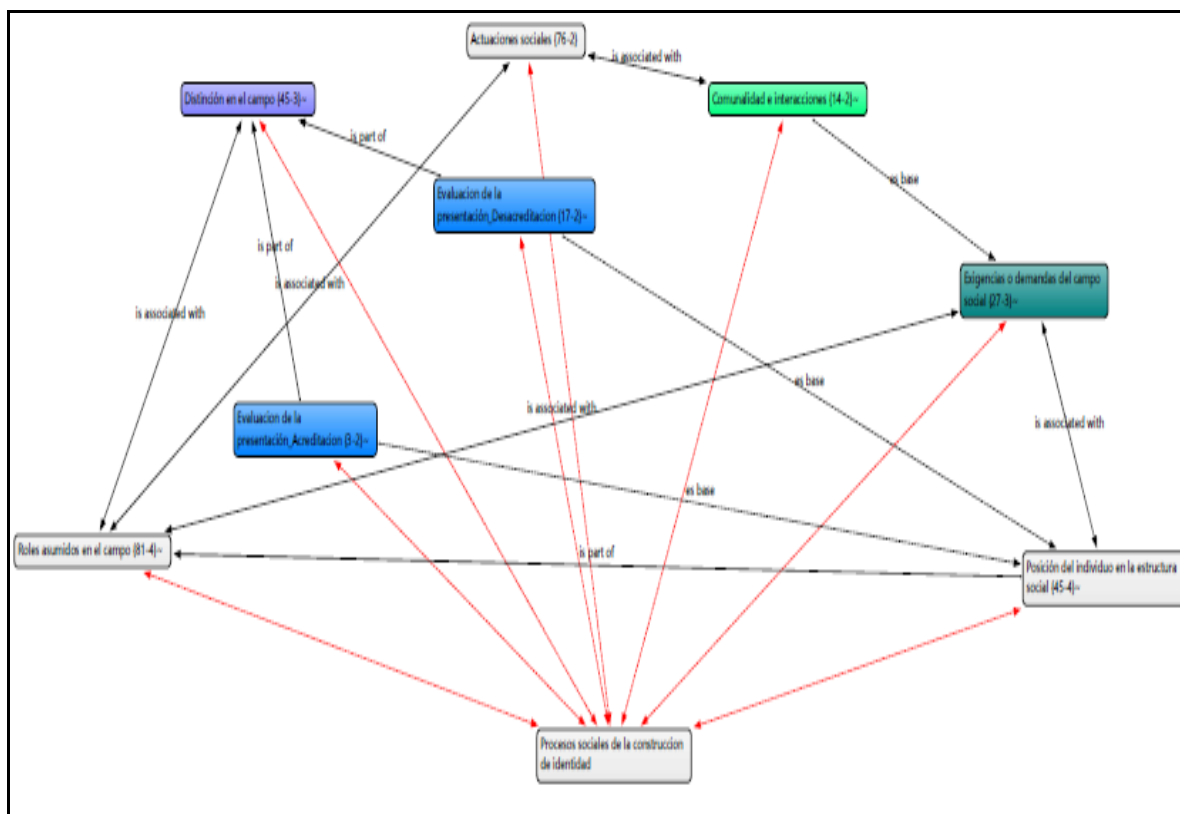 Actuaciones sociales {76-2}
is associated with
Distinción en el campo {45-3}~
Comunalidad e interacciones {14-2}~
is part of
Evaluacion de la
presentación_Desacreditacion {17-2}~
es base
is part of
is associated with
Exigencias o demandas del campo
social {27-3}~
is associated with
es base
Evaluacion de la
presentación_Acreditacion {3-2}~
is associated with
is associated with
es base
Roles asumidos en el campo {81-4}~
is part of
Posición del individuo en la estructura
social {45-4}~
Procesos sociales de la construccion
de identidad